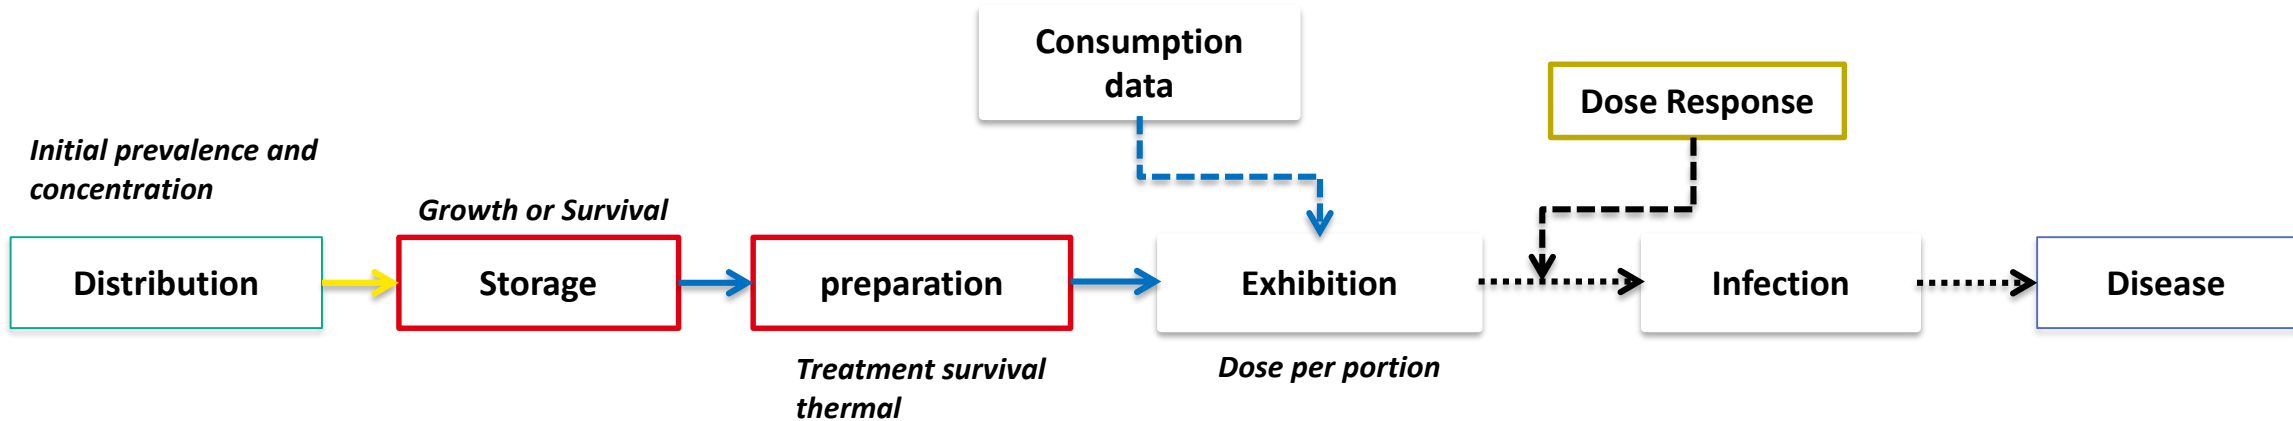 Consumption
data
Dose Response
Initial prevalence and
concentration
Growth or Survival
Distribution
Storage
preparation
Exhibition
Infection
Disease
Treatment survival
thermal
Dose per portion